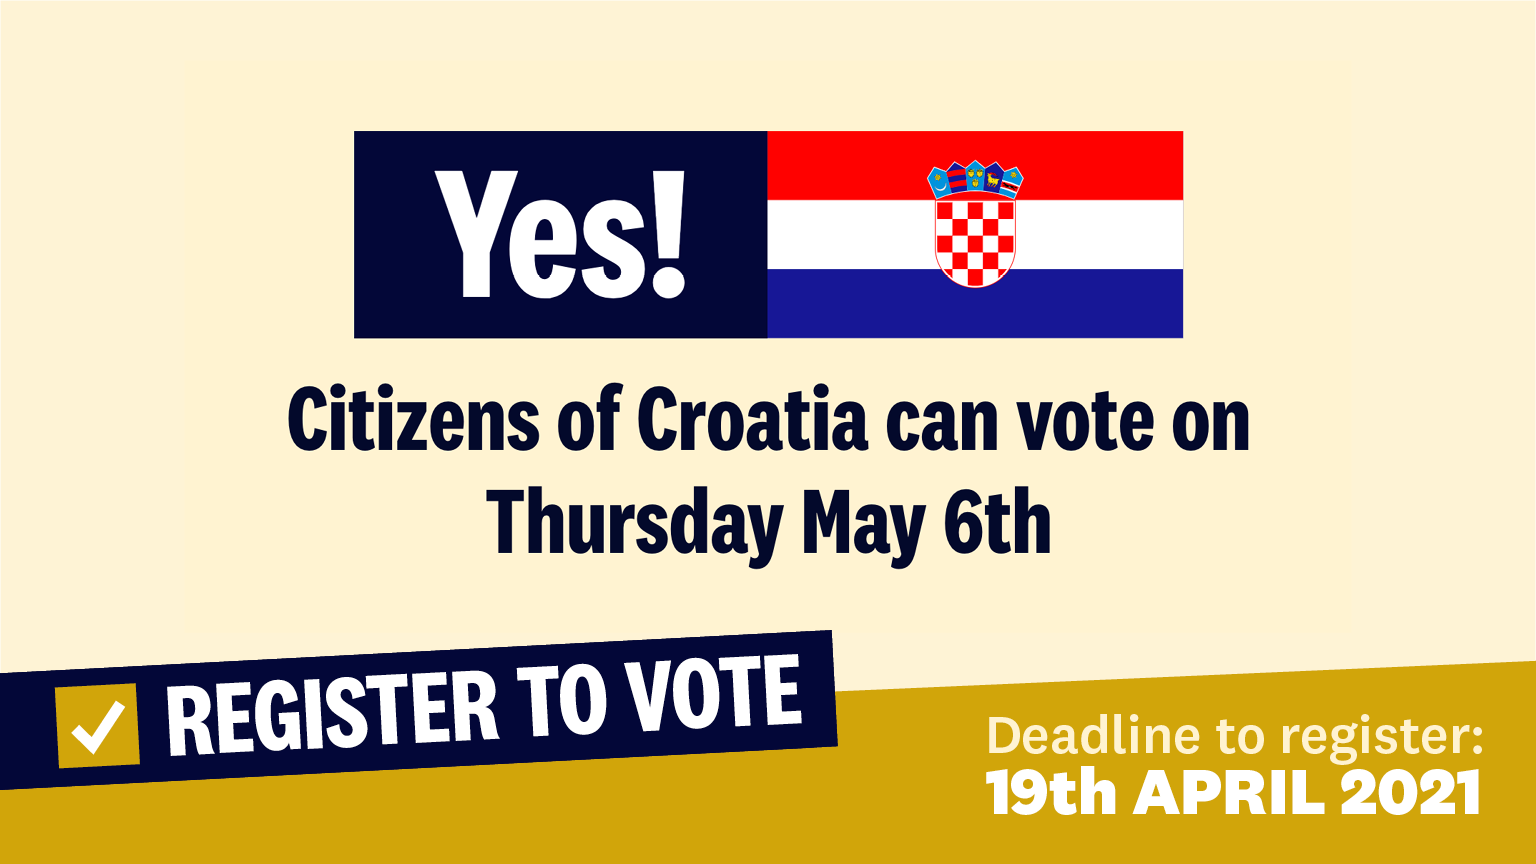 Yes!
Citizens of Croatia can vote on
Thursday May 6th
REGISTER TO VOTE
Deadline to register:
19th APRIL 2021